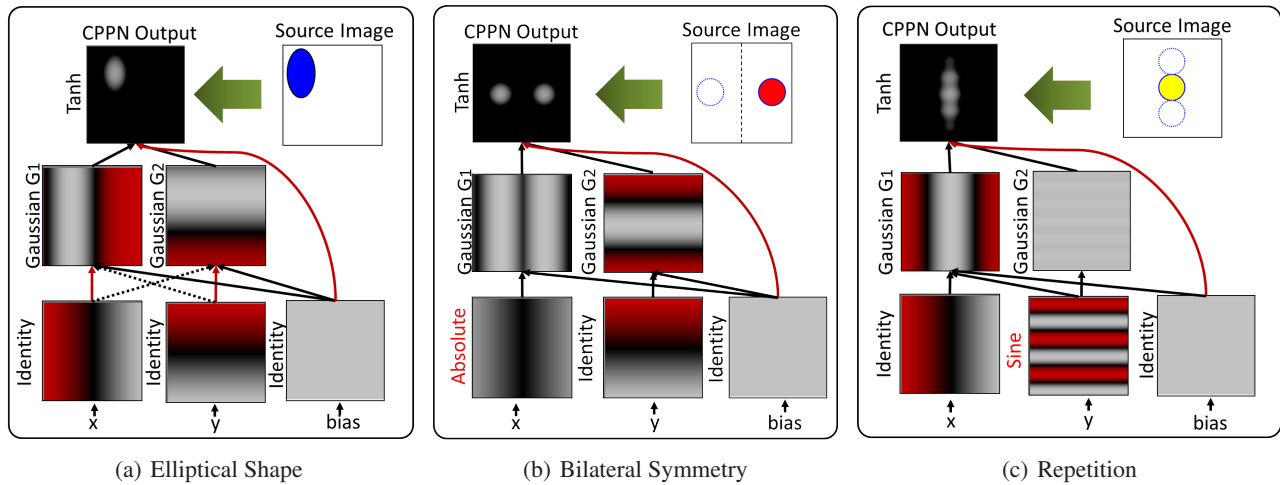 CPPN Output
Source Image
Tanh
Gaussian G1
Gaussian G2
Identity
Identity
Identity
x
y
bias
(a) Elliptical Shape
CPPN Output
Source Image
Tanh
Gaussian G1
Gaussian G2
Absolute
Identity
Identity
x
y
bias
(b) Bilateral Symmetry
CPPN Output
Source Image
Tanh
Gaussian G1
Gaussian G2
Identity
Sine
Identity
x
y
bias
(c) Repetition